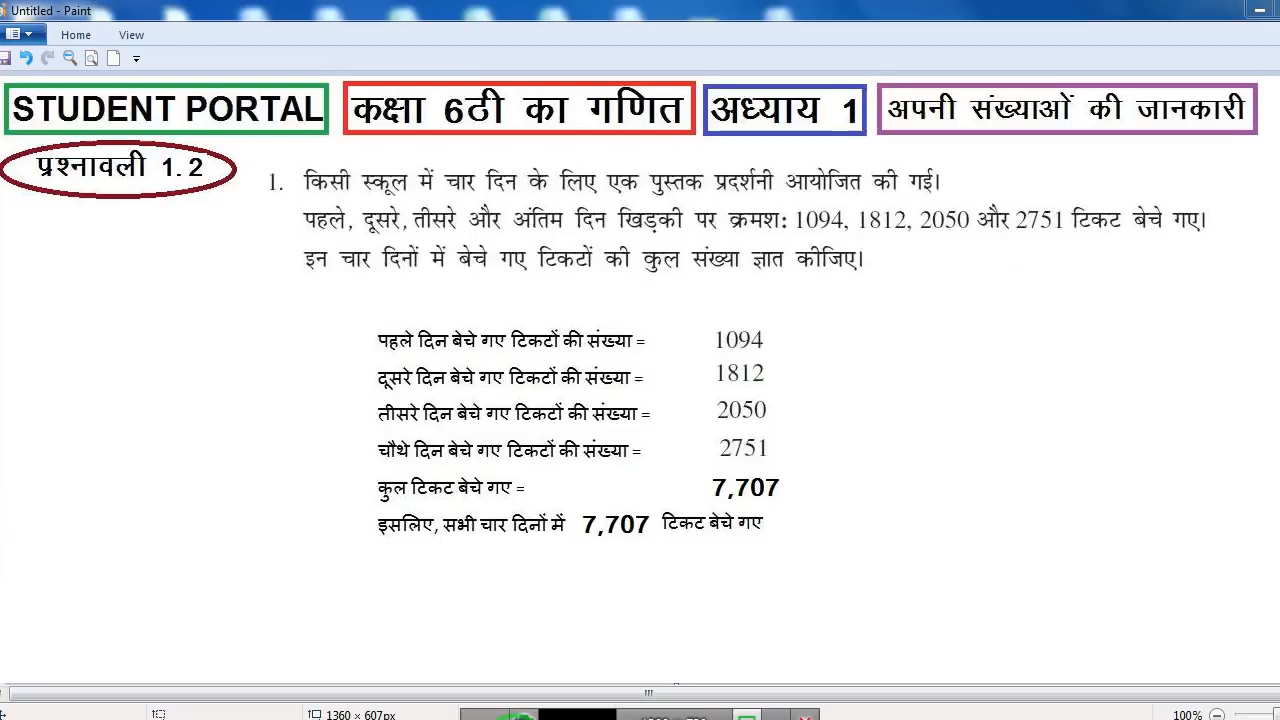 Untitled - Paint
Home View
STUDENT PORTAL कक्षा 6ठी का गणित अध्याय 1 अपनी संख्याओं की जानकारी
प्रश्नावली 1.2
1. किसी स्कूल में चार दिन के लिए एक पुस्तक प्रदर्शनी आयोजित की गई।
पहले, दूसरे, तीसरे और अंतिम दिन खिड़की पर क्रमश: 1094, 1812, 2050 और 2751 टिकट बेचे गए।
इन चार दिनों में बेचे गए टिकटों की कुल संख्या ज्ञात कीजिए।
पहले दिन बेचे गए टिकटों की संख्या = 1094
दूसरे दिन बेचे गए टिकटों की संख्या = 1812
तीसरे दिन बेचे गए टिकटों की संख्या = 2050
चौथे दिन बेचे गए टिकटों की संख्या = 2751
कुल टिकट बेचे गए = 7,707
इसलिए, सभी चार दिनों में 7,707 टिकट बेचे गए
1360 × 607px 100%